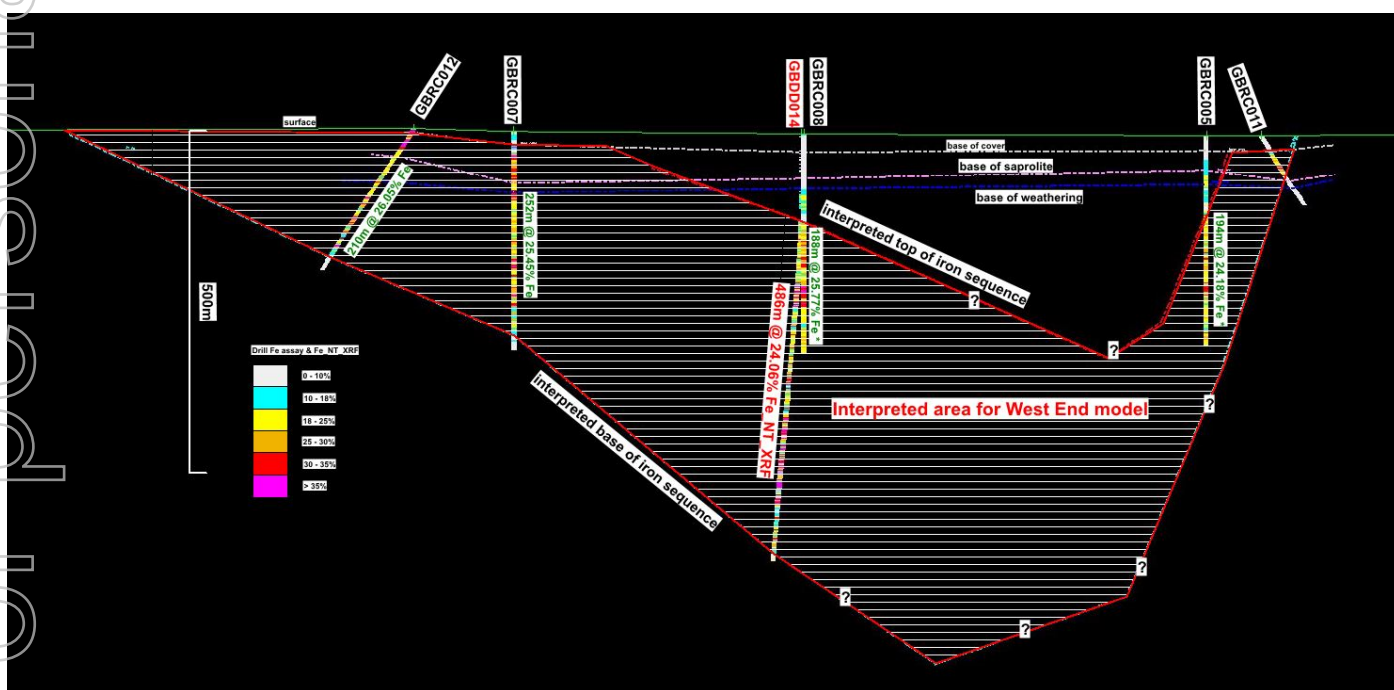 GBRC012
GBRC007
GBDD014
GBRC008
GBRC005
GBRC011
surface
base of cover
base of saprolite
base of weathering
210m @ 26.05% Fe
252m @ 25.45% Fe
188m @ 25.77% Fe *
194m @ 24.18% Fe *
interpreted top of iron sequence
?
?
500m
486m @ 24.06% Fe_NT_XRF
Drill Fe assay & Fe_NT_XRF
0 - 10%
10 - 18%
18 - 25%
25 - 30%
30 - 35%
> 35%
interpreted base of iron sequence
Interpreted area for West End model
?
?
?
?